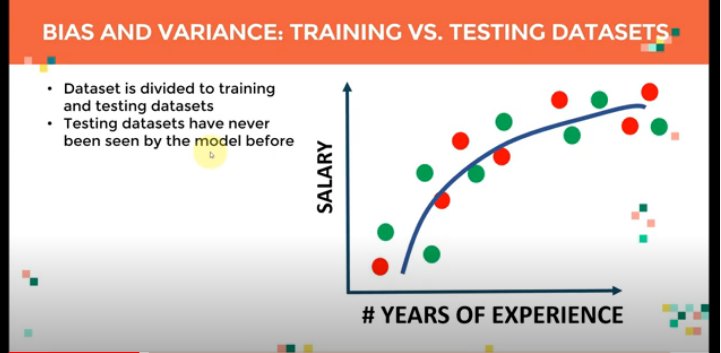 BIAS AND VARIANCE: TRAINING VS. TESTING DATASETS
• Dataset is divided to training
and testing datasets
• Testing datasets have never
been seen by the model before
SALARY
# YEARS OF EXPERIENCE